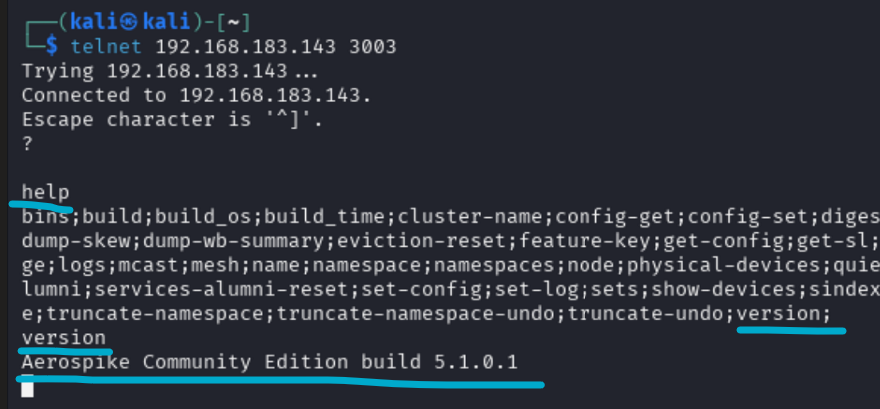 ┌──(kali㉿kali)-[~]
└─$ telnet 192.168.183.143 3003
Trying 192.168.183.143...
Connected to 192.168.183.143.
Escape character is '^]'.
?
help
bins;build;build_os;build_time;cluster-name;config-get;config-set;diges
dump-skew;dump-wb-summary;eviction-reset;feature-key;get-config;get-sl;
ge;logs;mcast;mesh;name;namespace;namespaces;node;physical-devices;quie
lumni;services-alumni-reset;set-config;set-log;sets;show-devices;sindex
e;truncate-namespace;truncate-namespace-undo;truncate-undo;version;
version
Aerospike Community Edition build 5.1.0.1